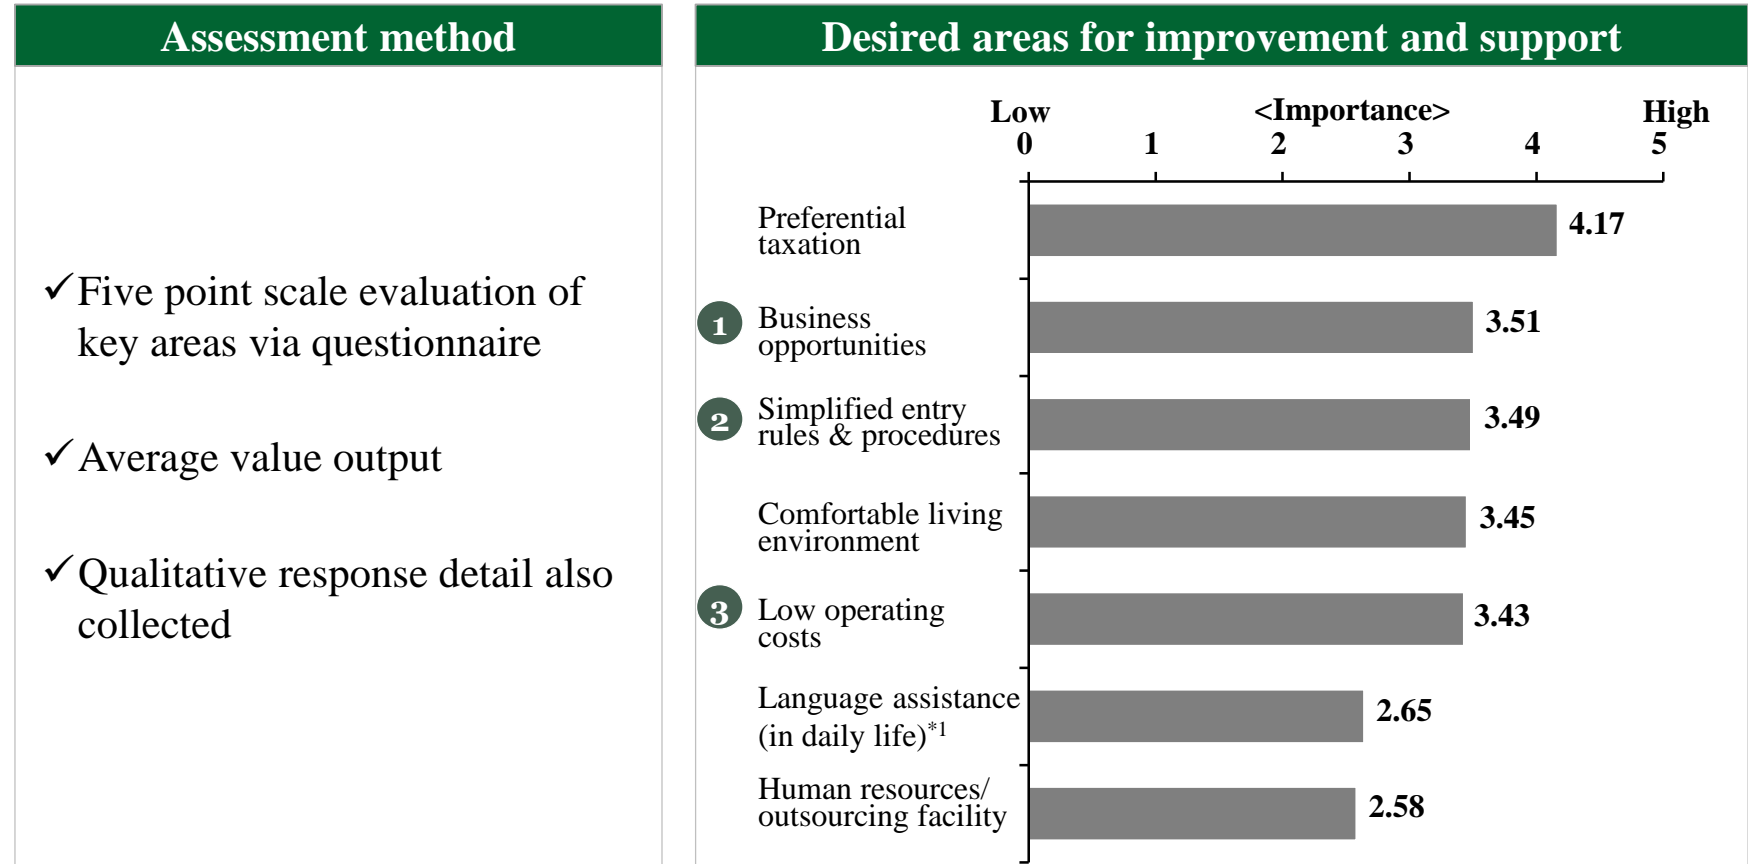 Assessment method
✓Five point scale evaluation of
key areas via questionnaire
✓Average value output
✓Qualitative response detail also
collected
Desired areas for improvement and support
Low <Importance> High
0 1 2 3 4 5
Preferential
taxation
4.17
1 Business
opportunities
3.51
2 Simplified entry
rules & procedures
3.49
Comfortable living
environment
3.45
3 Low operating
costs
3.43
Language assistance
(in daily life)*1
2.65
Human resources/
outsourcing facility
2.58